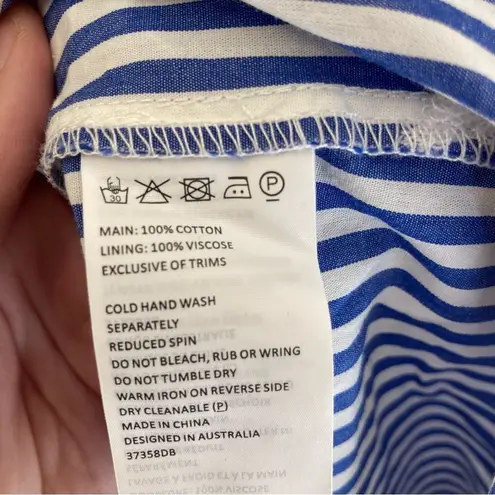 30
P
MAIN: 100% COTTON
LINING: 100% VISCOSE
EXCLUSIVE OF TRIMS
COLD HAND WASH
SEPARATELY
REDUCED SPIN
DO NOT BLEACH, RUB OR WRING
DO NOT TUMBLE DRY
WARM IRON ON REVERSE SIDE
DRY CLEANABLE (P)
MADE IN CHINA
DESIGNED IN AUSTRALIA
37358DB